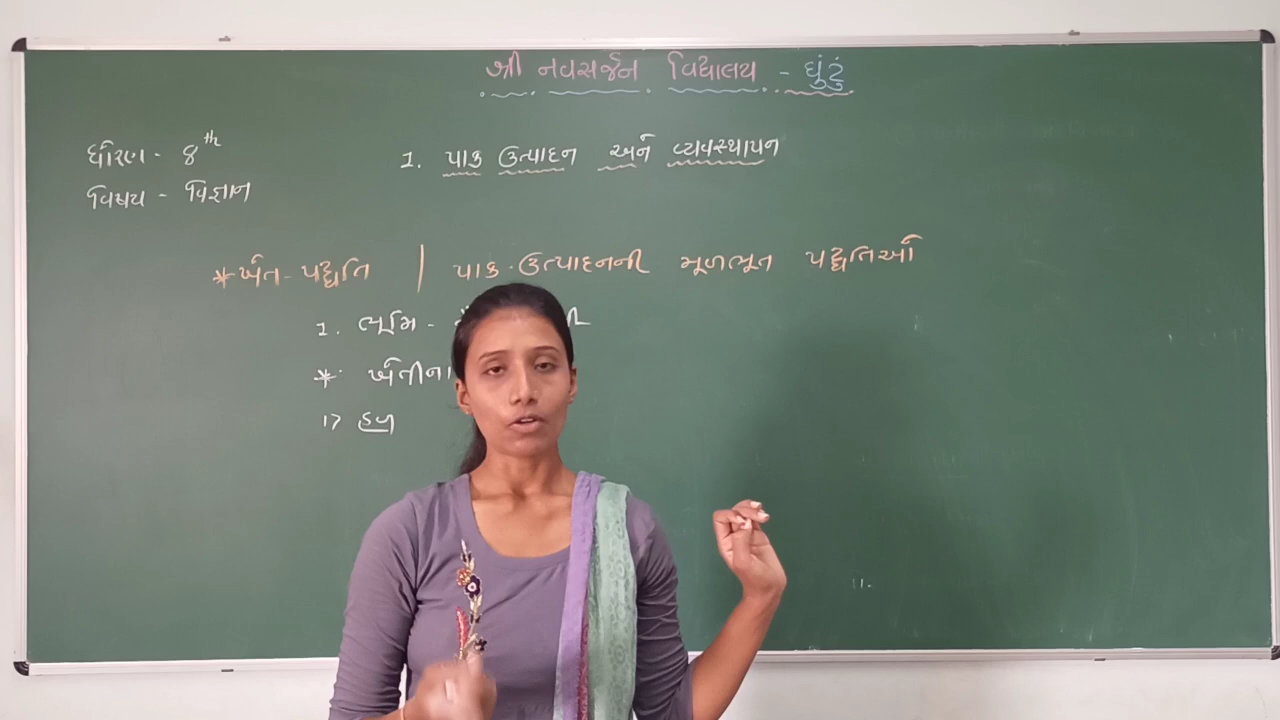 શ્રી નવસર્જન વિદ્યાલય - ઘુંટું
ધોરણ - 8th
1. પાક ઉત્પાદન અને વ્યવસ્થાપન
વિષય - વિજ્ઞાન
* ખેત - પદ્ધતિ | પાક - ઉત્પાદનની મૂળભૂત પદ્ધતિઓ
1. ભૂમિ -
* ખેતીના
1> હળ